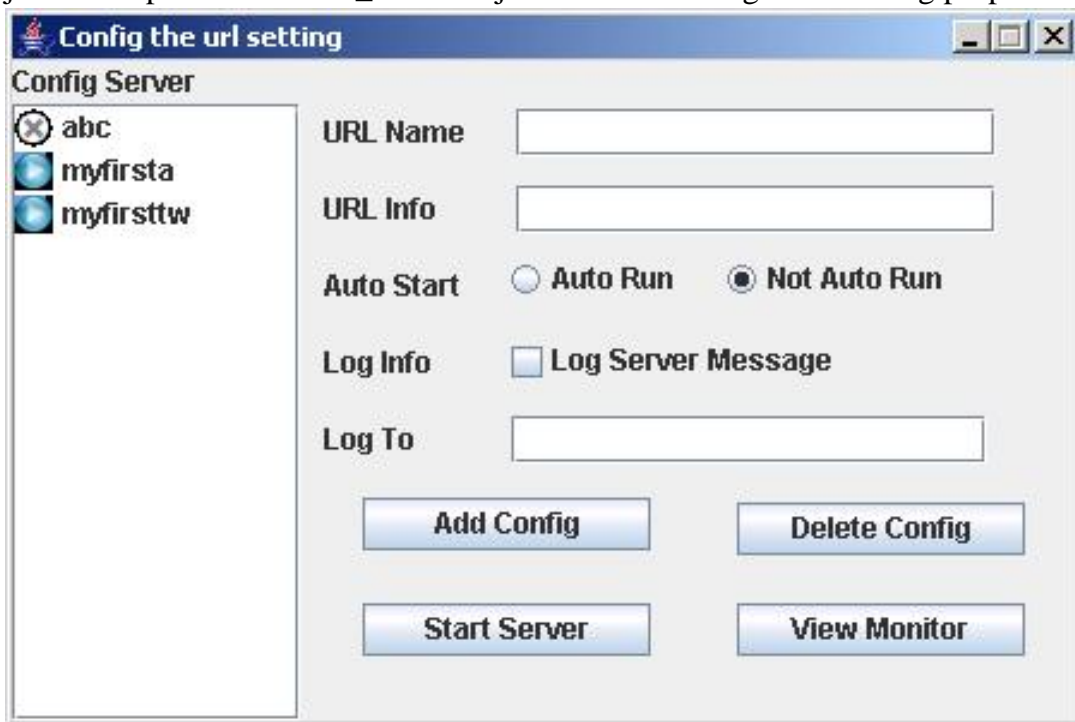 Config the url setting
Config Server
abc
myfirsta
myfirsttw
URL Name
URL Info
Auto Start
Auto Run
Not Auto Run
Log Info
Log Server Message
Log To
Add Config
Delete Config
Start Server
View Monitor